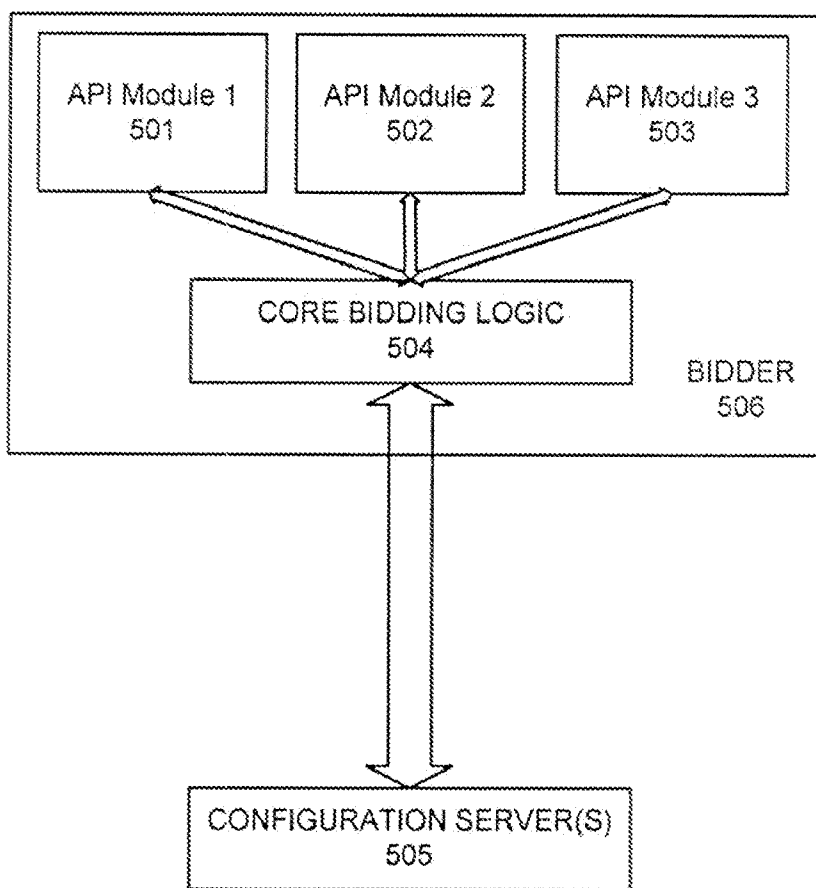 API Module 1
501
API Module 2
502
API Module 3
503
CORE BIDDING LOGIC
504
BIDDER
506
CONFIGURATION SERVER(S)
505